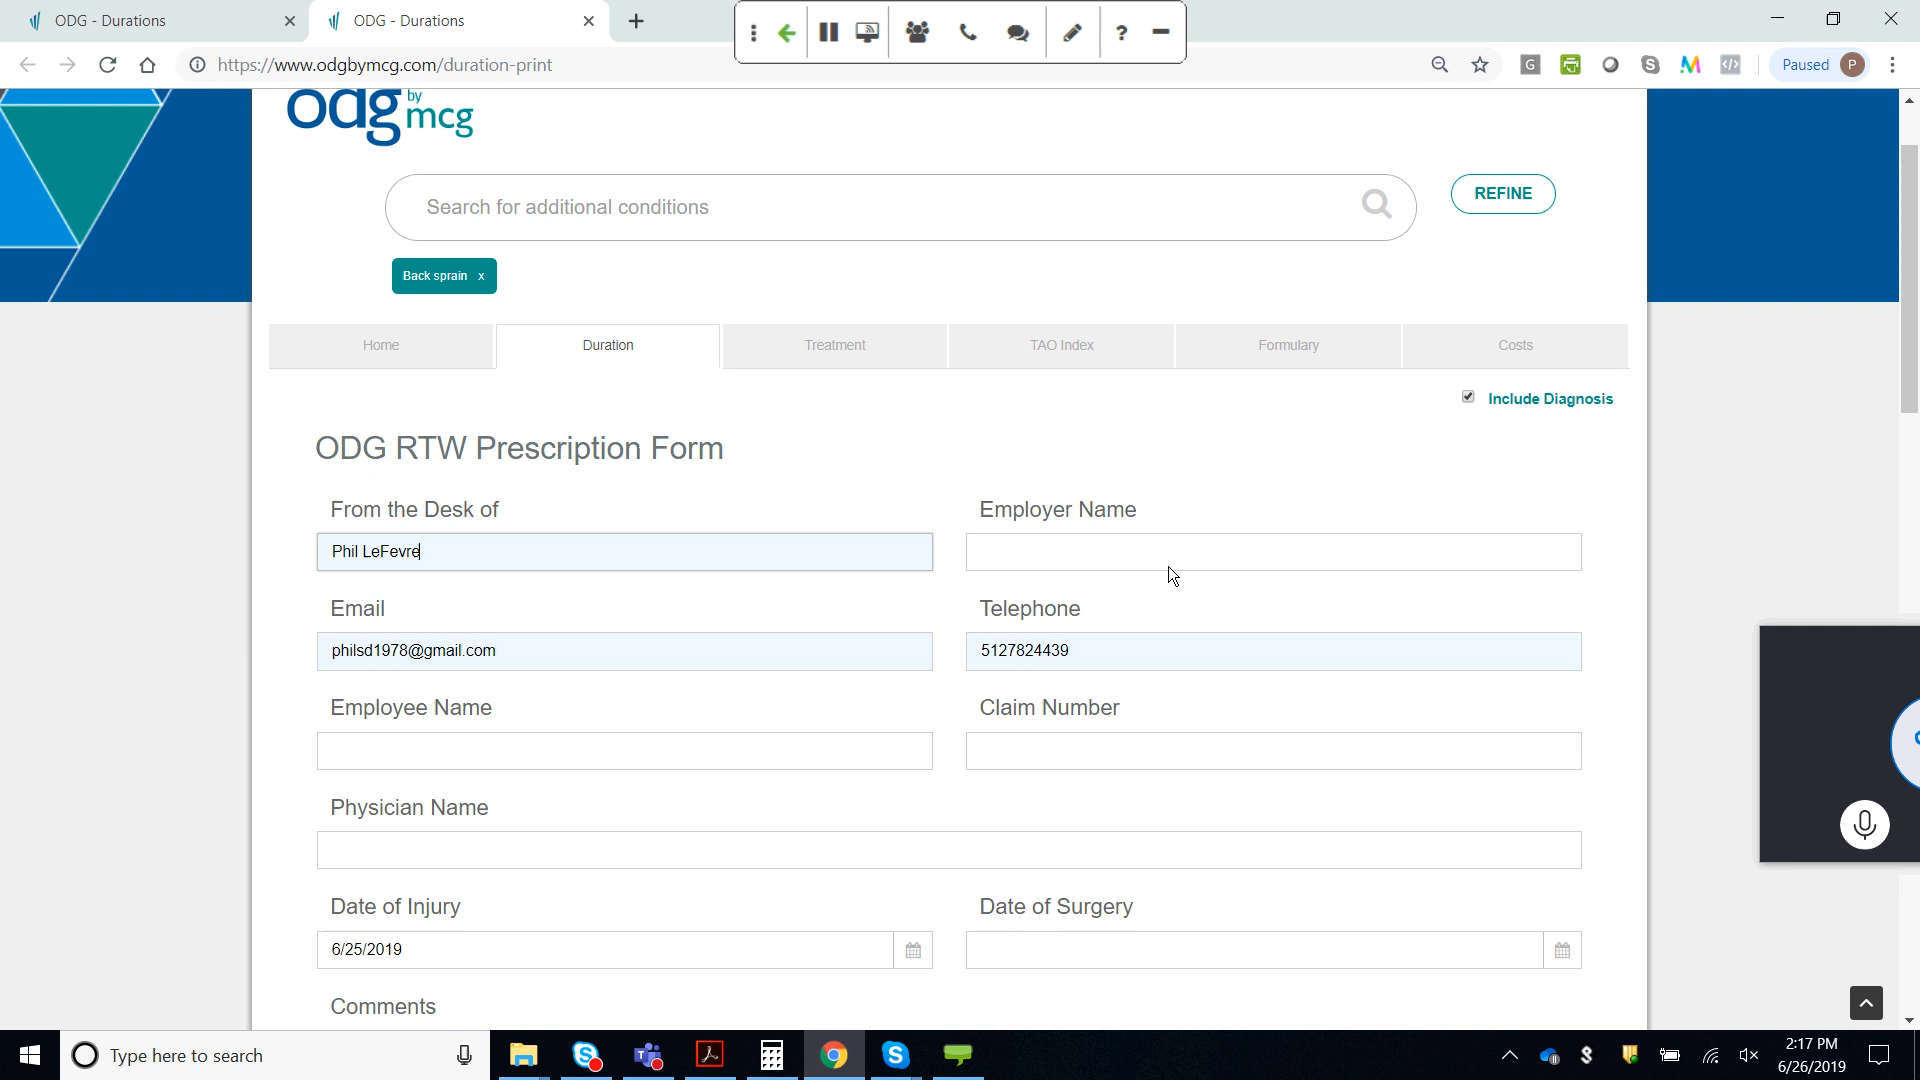 ODG - Durations
ODG - Durations
https://www.odgbymcg.com/duration-print
G
S
M
Paused P
odg by mcg
Search for additional conditions
REFINE
Back sprain x
Home
Duration
Treatment
TAO Index
Formulary
Costs
Include Diagnosis
ODG RTW Prescription Form
From the Desk of
Employer Name
Phil LeFevre
Email
Telephone
philsd1978@gmail.com
5127824439
Employee Name
Claim Number
Physician Name
Date of Injury
Date of Surgery
6/25/2019
Comments
Type here to search
2:17 PM
6/26/2019